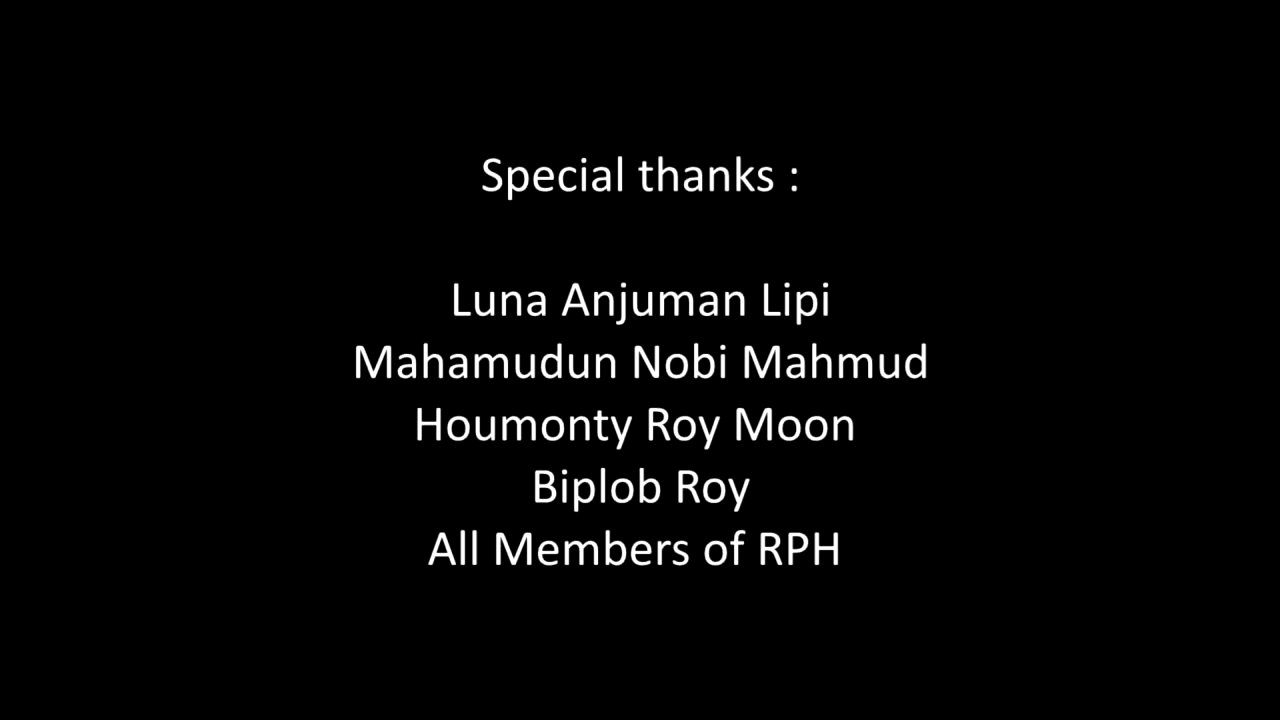 Special thanks :
Luna Anjuman Lipi
Mahamudun Nobi Mahmud
Houmonty Roy Moon
Biplob Roy
All Members of RPH